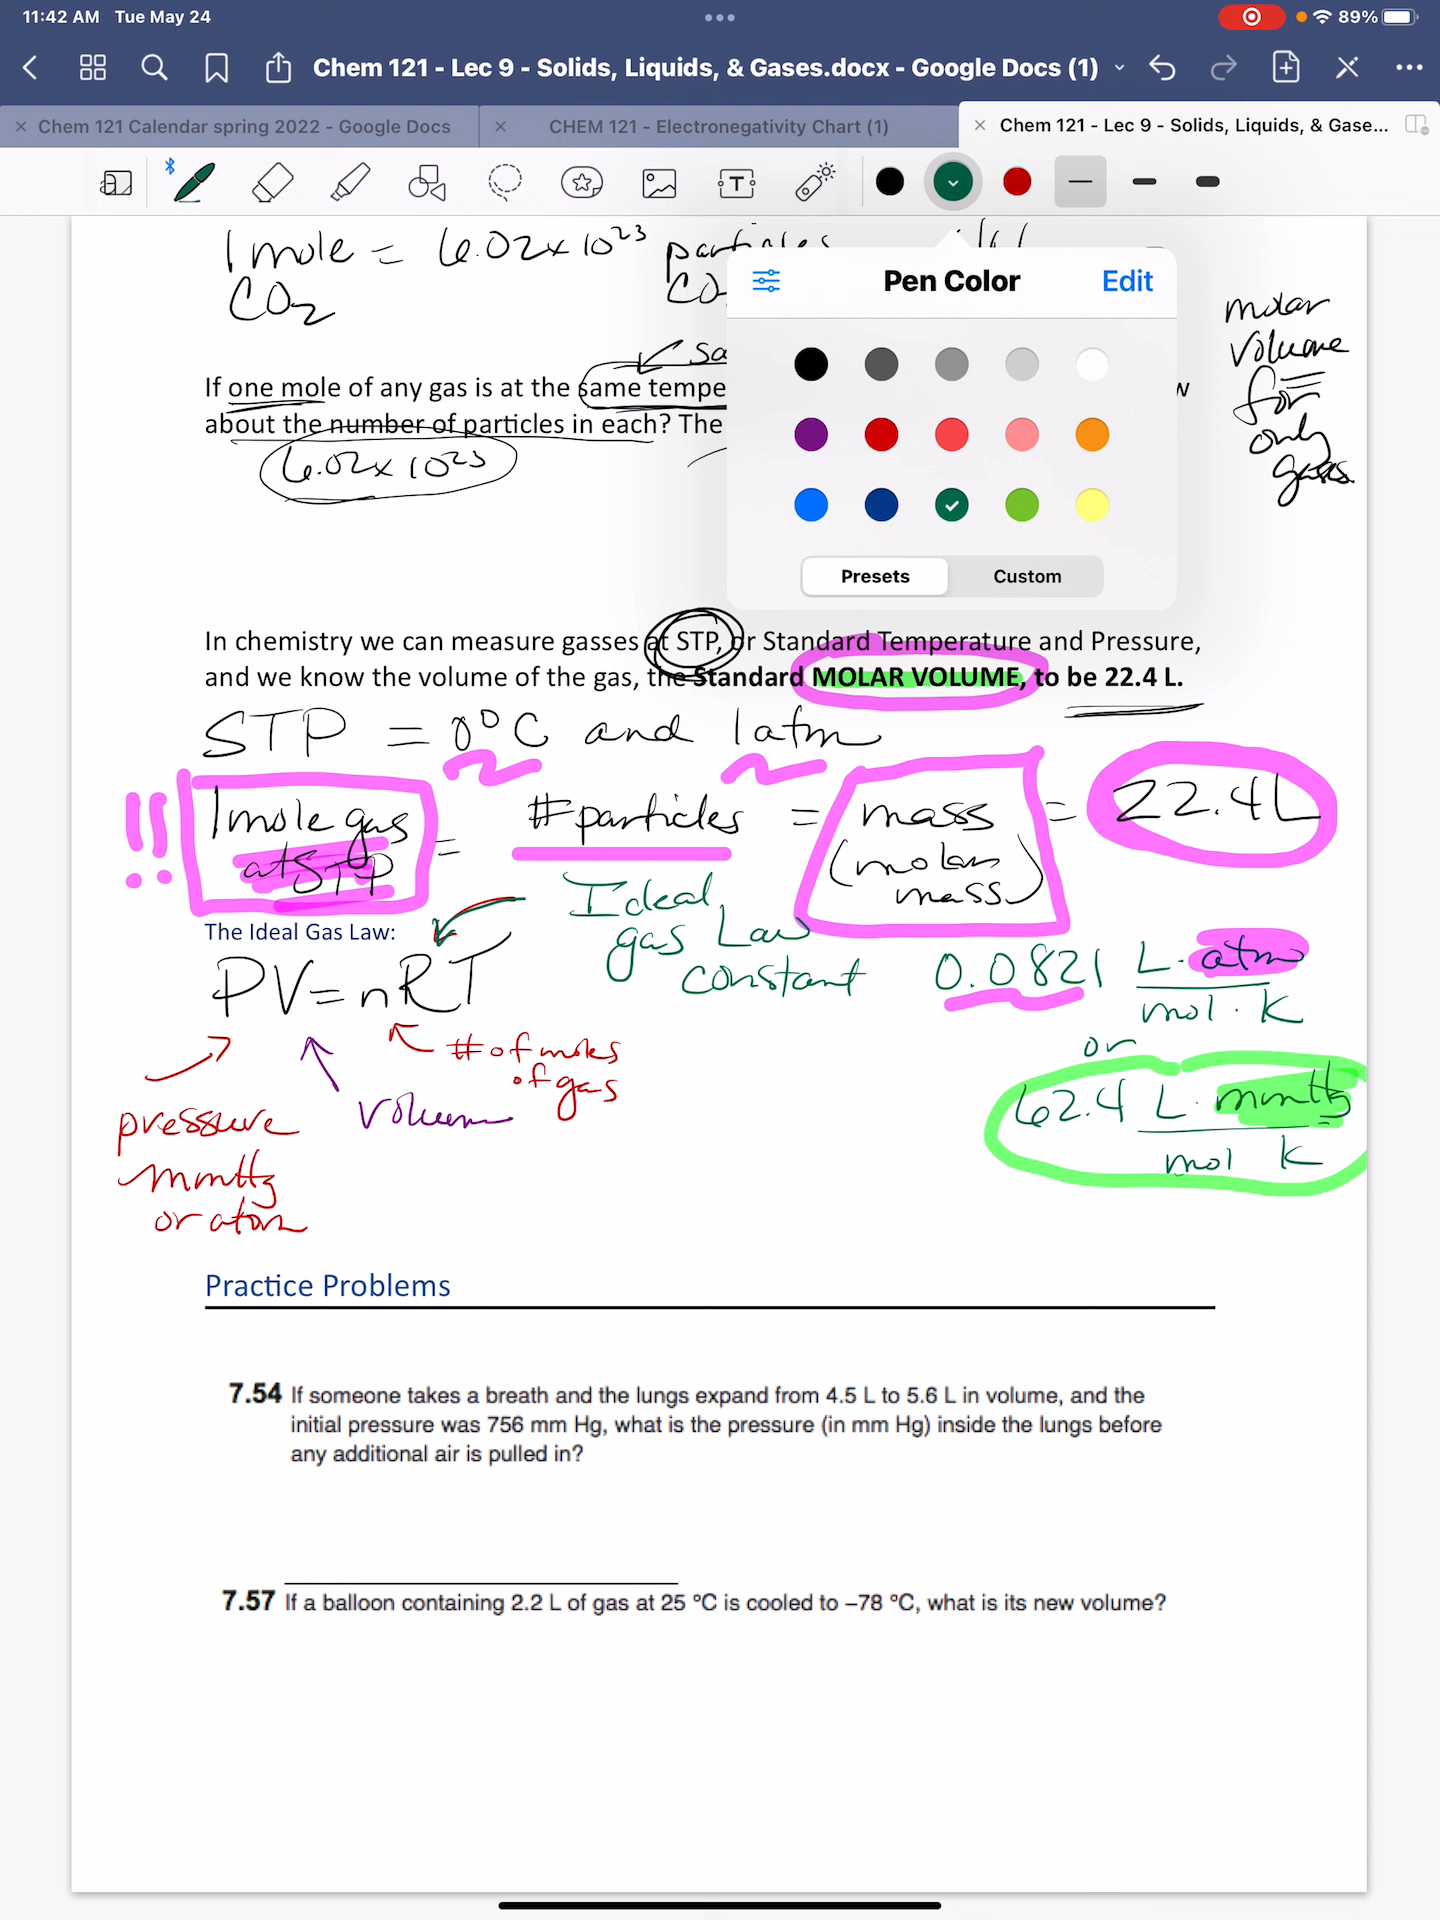 11:42 AM Tue May 24
89%
Chem 121 - Lec 9 - Solids, Liquids, & Gases.docx - Google Docs (1)
Chem 121 Calendar spring 2022 - Google Docs
CHEM 121 - Electronegativity Chart (1)
Chem 121 - Lec 9 - Solids, Liquids, & Gase...
1 mole = 6.02x10²³ particles
CO₂
Pen Color
Edit
Presets
Custom
molar
volume
for
only
gases.
If one mole of any gas is at the same tempe
about the number of particles in each? The
6.02x10²³
In chemistry we can measure gasses at STP, or Standard Temperature and Pressure,
and we know the volume of the gas, the Standard MOLAR VOLUME, to be 22.4 L.
STP = 0°C and 1 atm
!! 1 mole gas = # particles = mass = 22.4L
at STP
(molar
mass)
The Ideal Gas Law:
Ideal
gas Law
constant
0.0821 L·atm
mol · K
PV=nRT
or
62.4 L·mmHg
mol K
# of moles
of gas
volume
pressure
mmHg
or atm
Practice Problems
7.54 If someone takes a breath and the lungs expand from 4.5 L to 5.6 L in volume, and the
initial pressure was 756 mm Hg, what is the pressure (in mm Hg) inside the lungs before
any additional air is pulled in?
7.57 If a balloon containing 2.2 L of gas at 25 °C is cooled to –78 °C, what is its new volume?